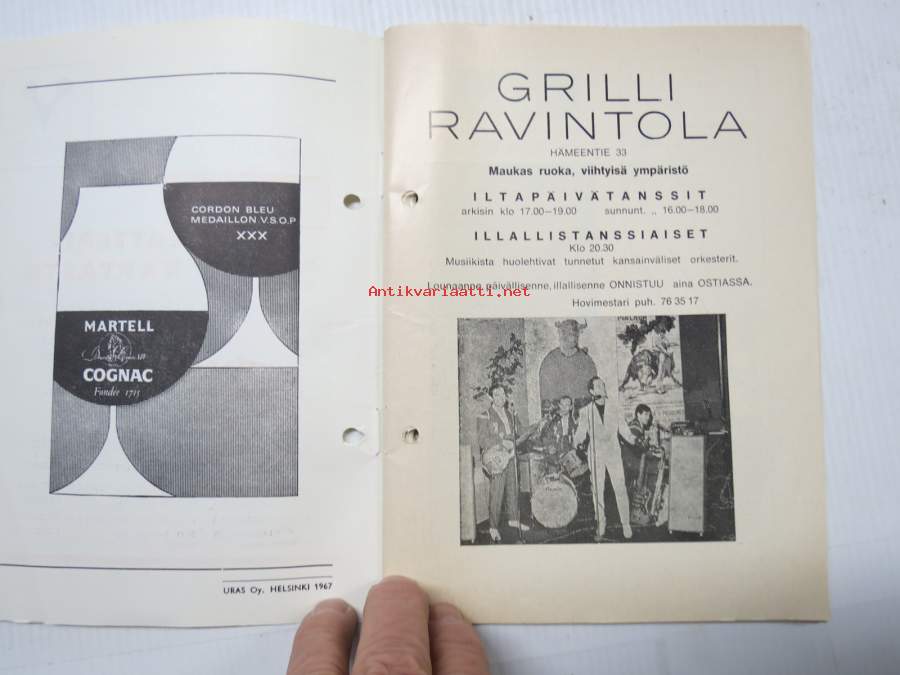 CORDON BLEU
MEDAILLON V.S.O.P
XXX
MARTELL
COGNAC
Fondée 1715
URAS Oy, HELSINKI 1967
GRILLI
RAVINTOLA
HÄMEENTIE 33
Maukas ruoka, viihtyisä ympäristö
ILTAPÄIVÄTANSSIT
arkisin klo 17.00–19.00 sunnunt. ,, 16.00–18.00
ILLALLISTANSSIAISET
Klo 20.30
Musiikista huolehtivat tunnetut kansainväliset orkesterit.
Lounaanne, päivällisenne, illallisenne ONNISTUU aina OSTIASSA.
Antikvariaatti.net
Hovimestari puh. 76 35 17